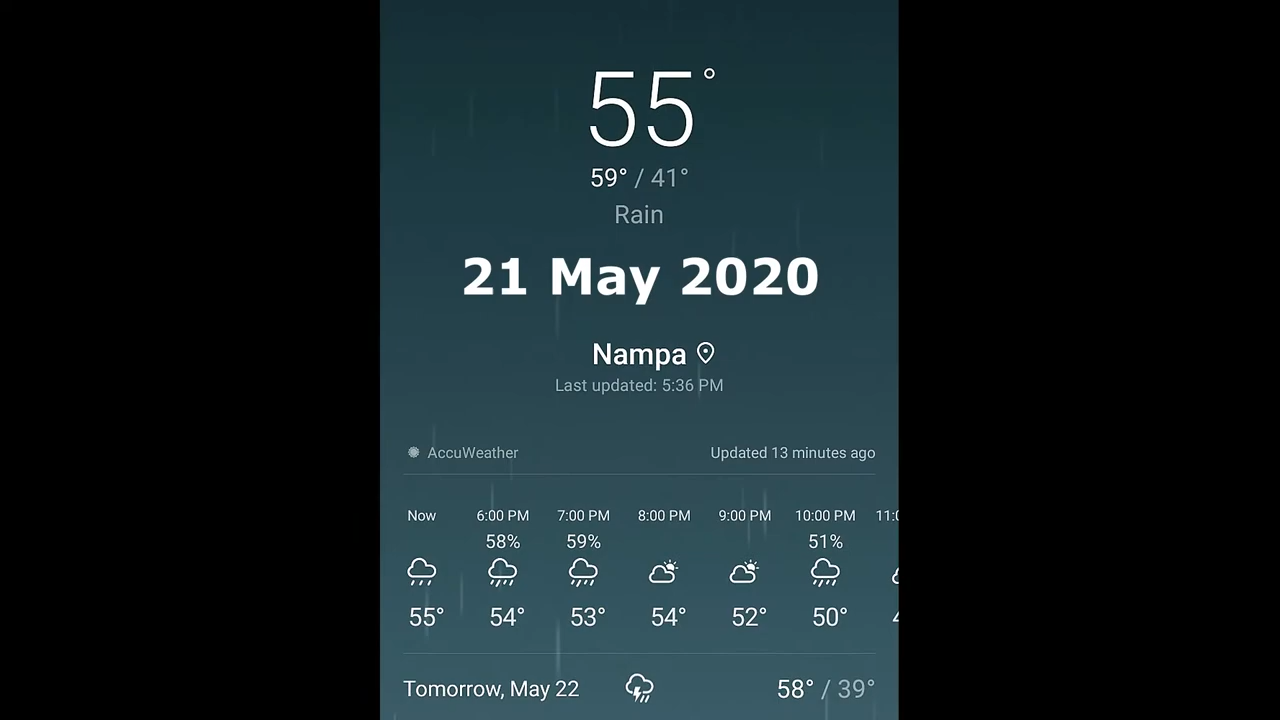 55°
59° / 41°
Rain
21 May 2020
Nampa
Last updated: 5:36 PM
AccuWeather Updated 13 minutes ago
Now 6:00 PM 7:00 PM 8:00 PM 9:00 PM 10:00 PM
58% 59% 51%
55° 54° 53° 54° 52° 50°
Tomorrow, May 22 58° / 39°